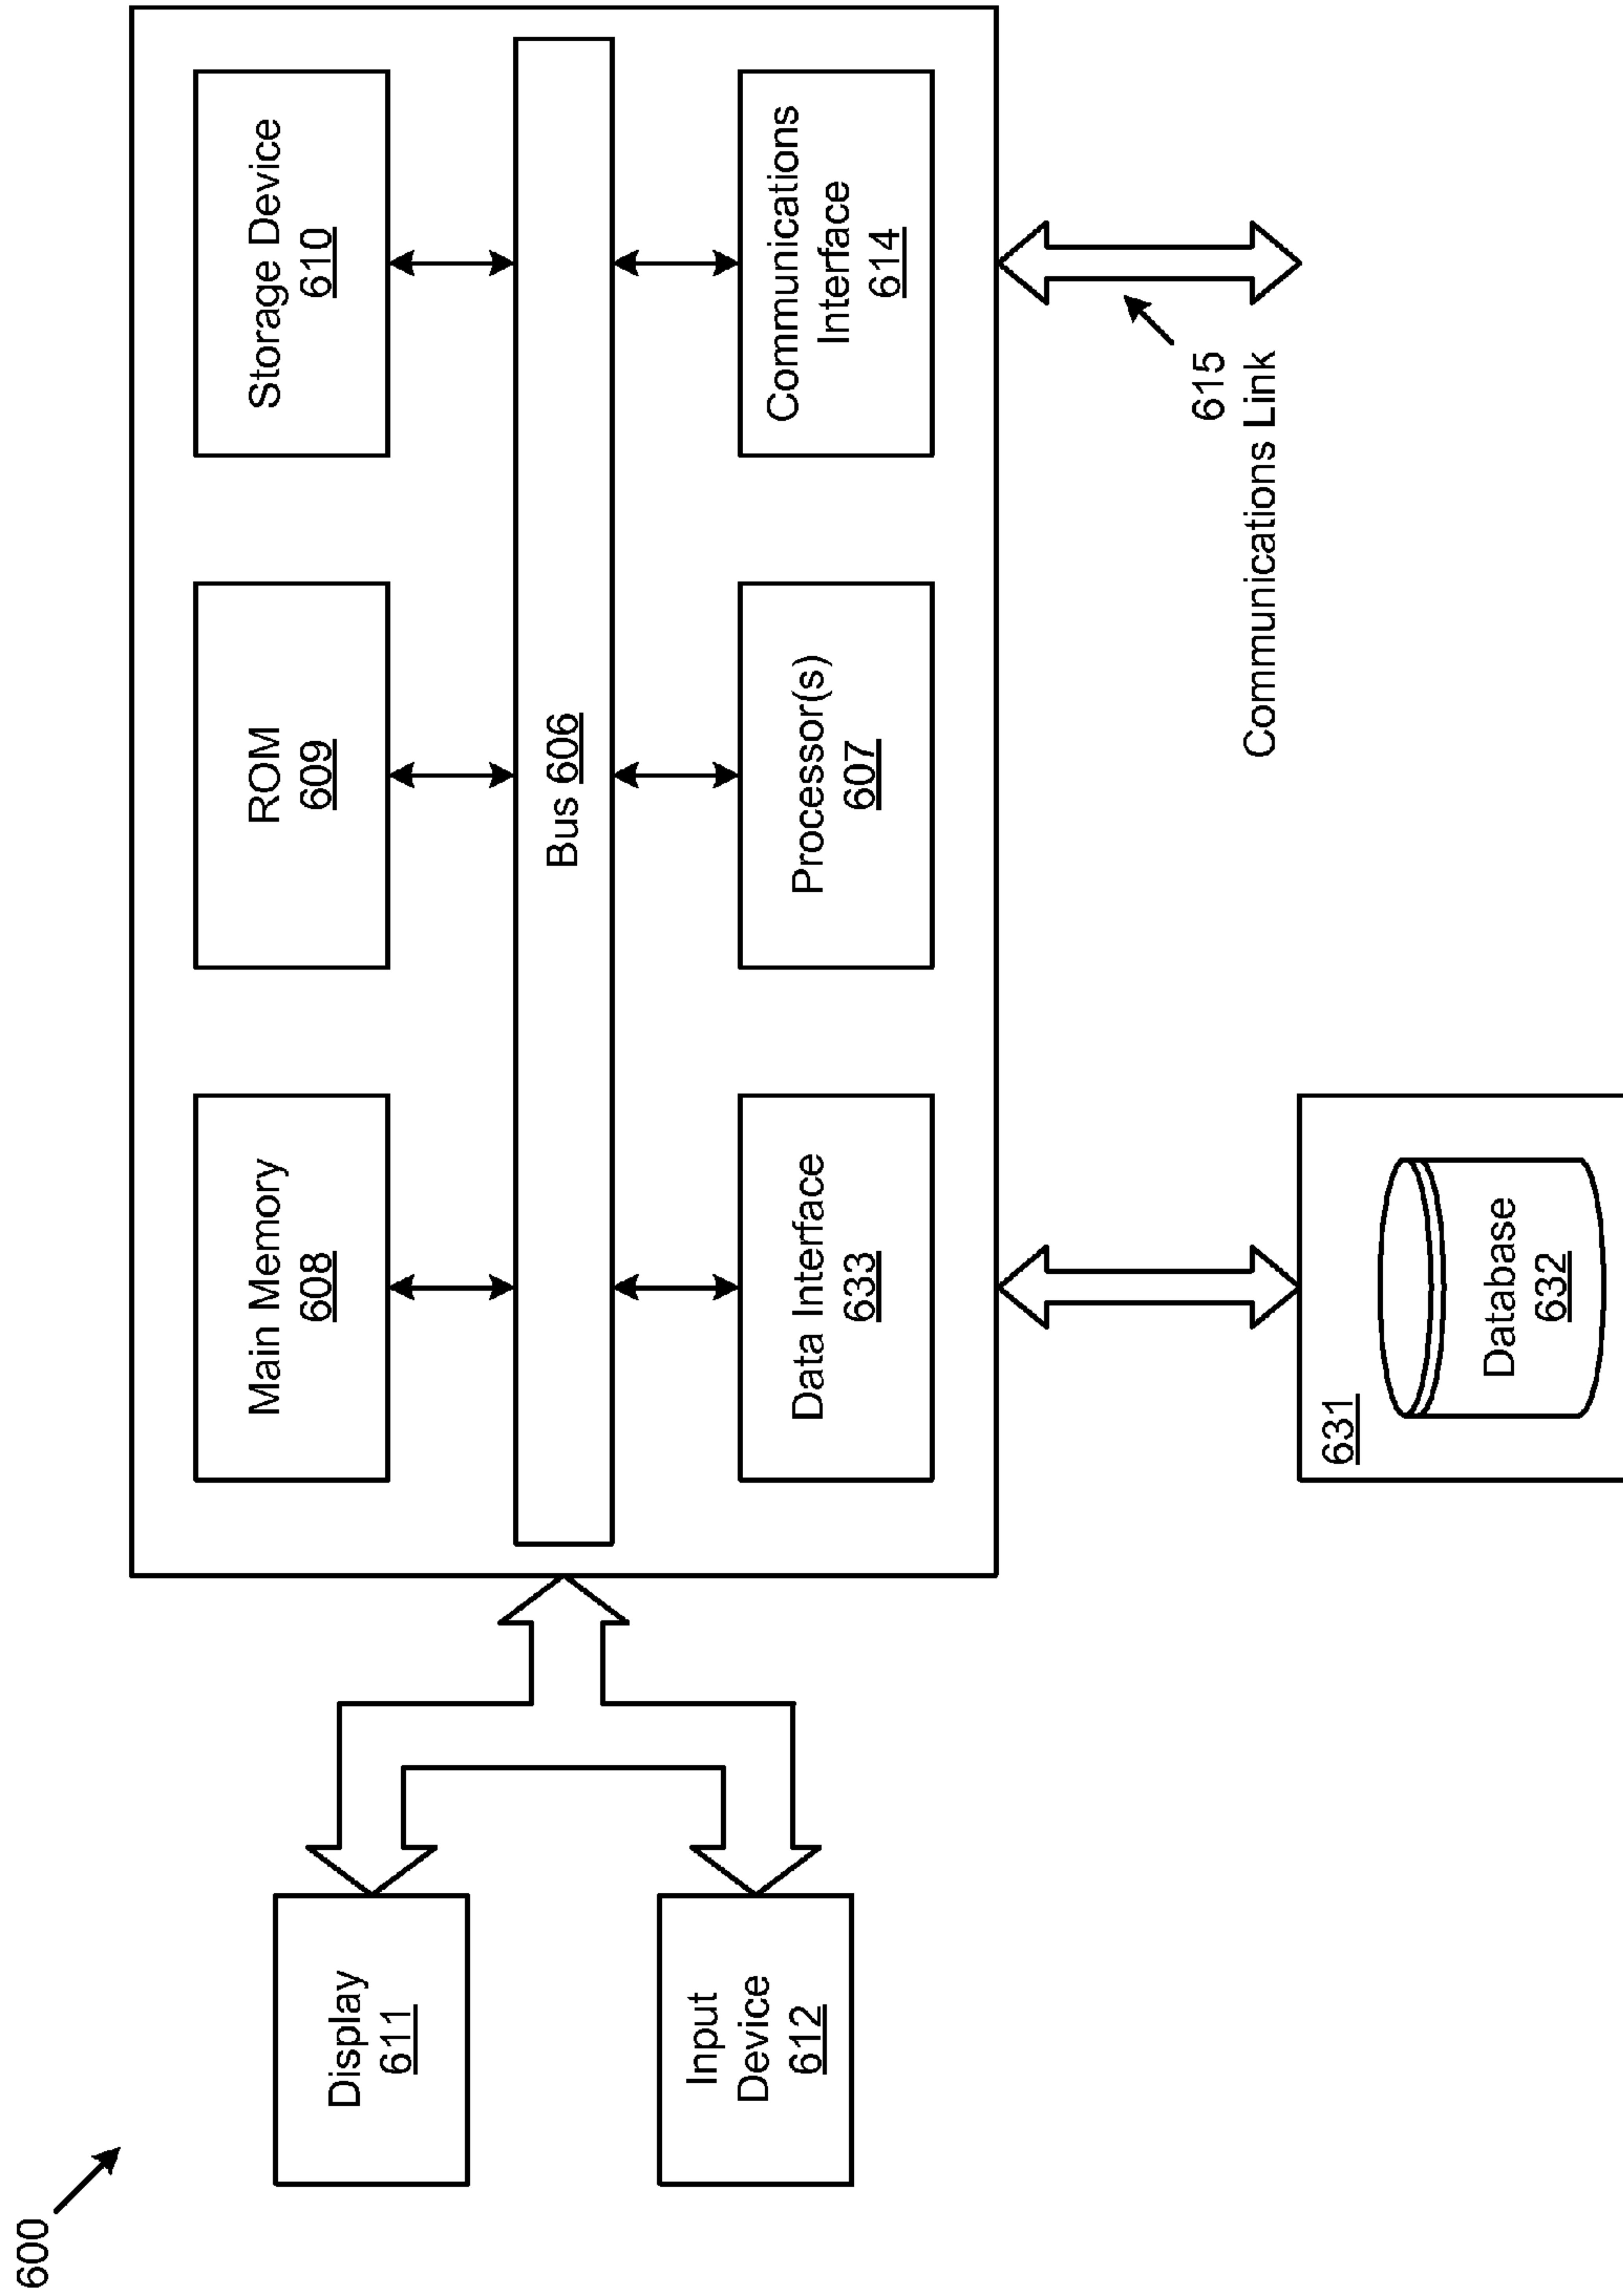 600
Display
611
Input
Device
612
Main Memory
608
ROM
609
Storage Device
610
Bus 606
Data Interface
633
Processor(s)
607
Communications
Interface
614
615
Communications Link
631
Database
632